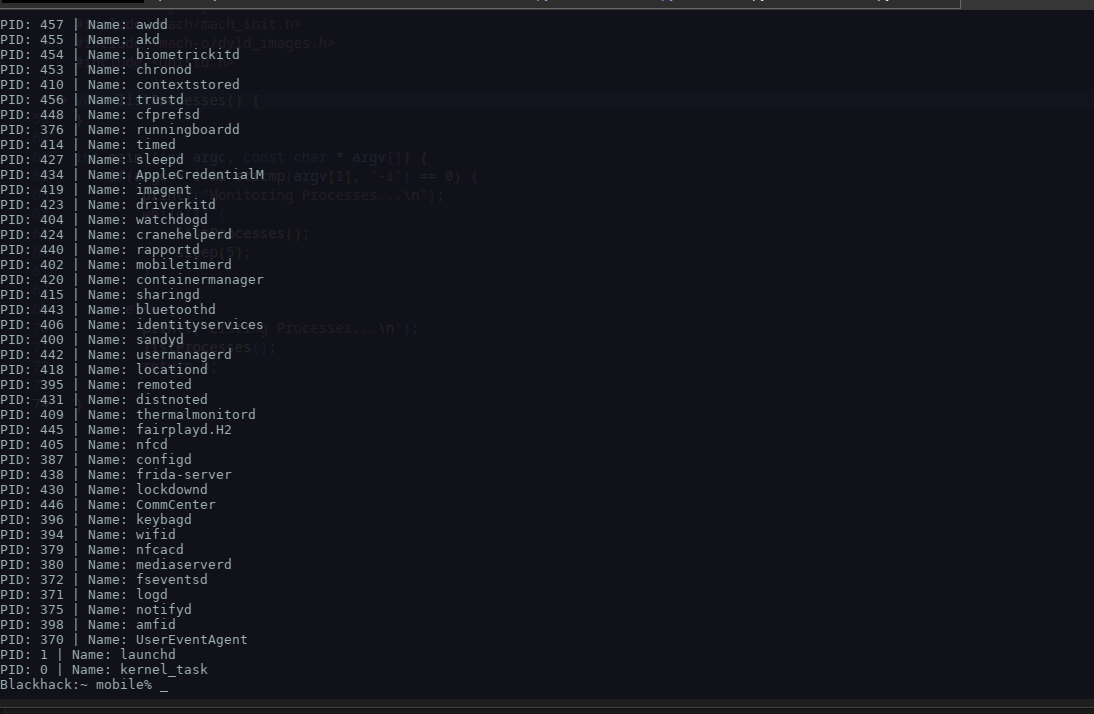 PID: 457 | Name: awdd
PID: 455 | Name: akd
PID: 454 | Name: biometrickitd
PID: 453 | Name: chronod
PID: 410 | Name: contextstored
PID: 456 | Name: trustd
PID: 448 | Name: cfprefsd
PID: 376 | Name: runningboardd
PID: 414 | Name: timed
PID: 427 | Name: sleepd
PID: 434 | Name: AppleCredentialM
PID: 419 | Name: imagent
PID: 423 | Name: driverkitd
PID: 404 | Name: watchdogd
PID: 424 | Name: cranehelperd
PID: 440 | Name: rapportd
PID: 402 | Name: mobiletimerd
PID: 420 | Name: containermanager
PID: 415 | Name: sharingd
PID: 443 | Name: bluetoothd
PID: 406 | Name: identityservices
PID: 400 | Name: sandyd
PID: 442 | Name: usermanagerd
PID: 418 | Name: locationd
PID: 395 | Name: remoted
PID: 431 | Name: distnoted
PID: 409 | Name: thermalmonitord
PID: 445 | Name: fairplayd.H2
PID: 405 | Name: nfcd
PID: 387 | Name: configd
PID: 438 | Name: frida-server
PID: 430 | Name: lockdownd
PID: 446 | Name: CommCenter
PID: 396 | Name: keybagd
PID: 394 | Name: wifid
PID: 379 | Name: nfcacd
PID: 380 | Name: mediaserverd
PID: 372 | Name: fseventsd
PID: 371 | Name: logd
PID: 375 | Name: notifyd
PID: 398 | Name: amfid
PID: 370 | Name: UserEventAgent
PID: 1 | Name: launchd
PID: 0 | Name: kernel_task
Blackhack:~ mobile% _